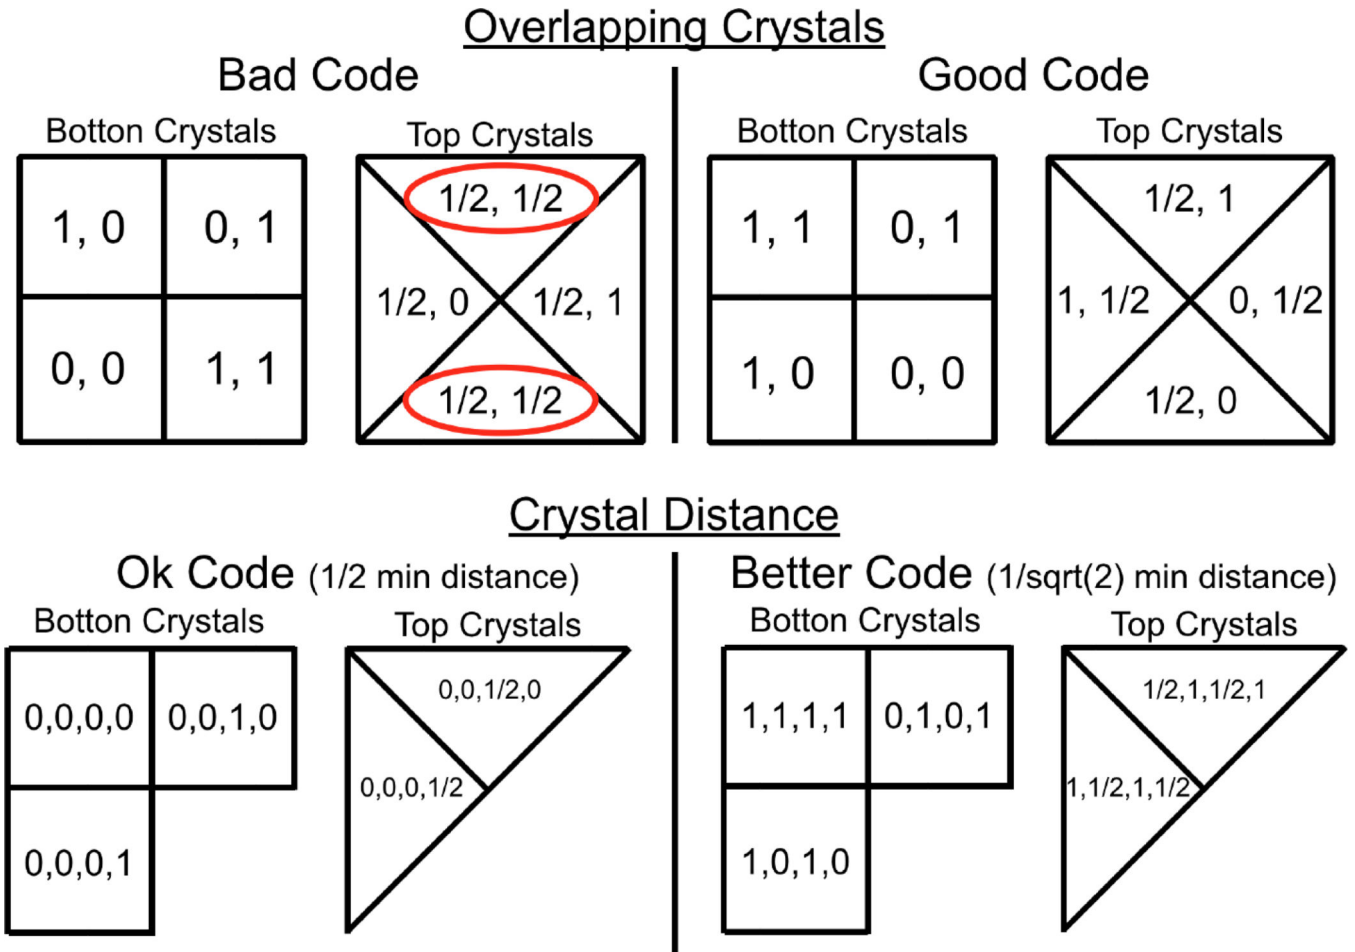 Overlapping Crystals
Bad Code
Good Code
Botton Crystals
Top Crystals
Botton Crystals
Top Crystals
1, 0
0, 1
1/2, 1/2
1, 1
0, 1
1/2, 1
1/2, 0
1/2, 1
1, 1/2
0, 1/2
0, 0
1, 1
1/2, 1/2
1, 0
0, 0
1/2, 0
Crystal Distance
Ok Code (1/2 min distance)
Better Code (1/sqrt(2) min distance)
Botton Crystals
Top Crystals
Botton Crystals
Top Crystals
0,0,0,0
0,0,1,0
0,0,1/2,0
1,1,1,1
0,1,0,1
1/2,1,1/2,1
0,0,0,1/2
1,1/2,1,1/2
0,0,0,1
1,0,1,0